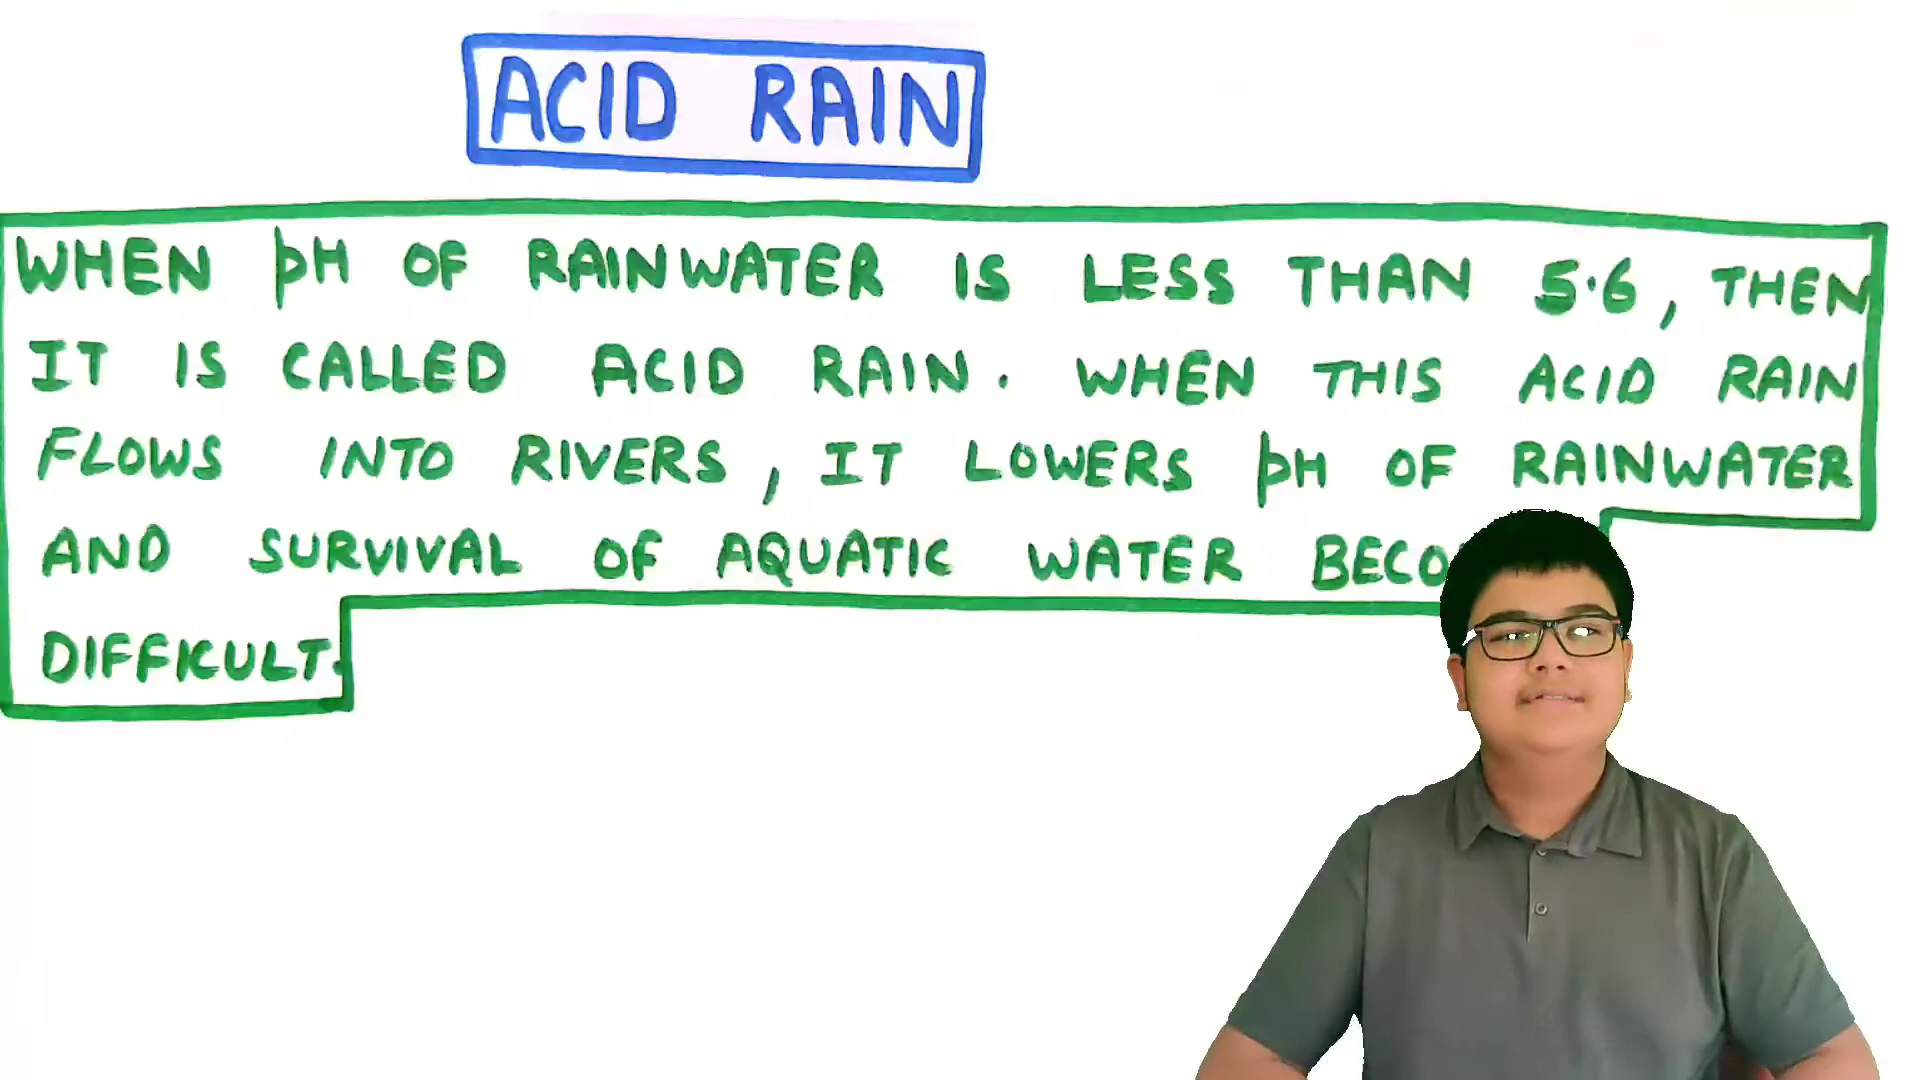 ACID RAIN
WHEN pH OF RAINWATER IS LESS THAN 5.6, THEN
IT IS CALLED ACID RAIN. WHEN THIS ACID RAIN
FLOWS INTO RIVERS, IT LOWERS pH OF RAINWATER
AND SURVIVAL OF AQUATIC WATER
DIFFICULT.